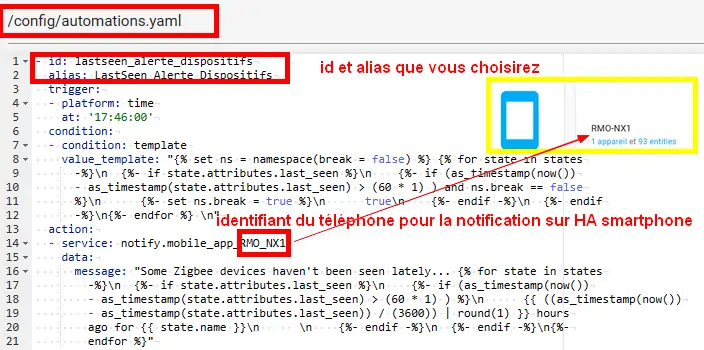 /config/automations.yaml
1 - id: lastseen_alerte_dispositifs
id et alias que vous choisirez
2 alias: LastSeen Alerte Dispositifs
3 trigger:
4 - platform: time
5 at: '17:46:00'
6 condition:
RMO-NX1
7 - condition: template
1 appareil et 93 entities
8 value_template: "{% set ns = namespace(break = false) %} {% for state in states
9 -%}\n {%- if state.attributes.last_seen %}\n {%- if (as_timestamp(now())
10 - as_timestamp(state.attributes.last_seen) > (60 * 1) ) and ns.break == false
11 %}\n {%- set ns.break = true %}\n true\n {%- endif -%}\n {%- endif
12 -%}\n{%- endfor %} \n"
identifiant du téléphone pour la notification sur HA smartphone
13 action:
14 - service: notify.mobile_app_RMO_NX1
15 data:
16 message: "Some Zigbee devices haven't been seen lately... {% for state in states
17 -%}\n {%- if state.attributes.last_seen %}\n {%- if (as_timestamp(now())
18 - as_timestamp(state.attributes.last_seen) > (60 * 1) ) %}\n {{ ((as_timestamp(now())
19 - as_timestamp(state.attributes.last_seen)) / (3600)) | round(1) }} hours
20 ago for {{ state.name }}\n \n {%- endif -%}\n {%- endif -%}\n{%-
21 endfor %}"